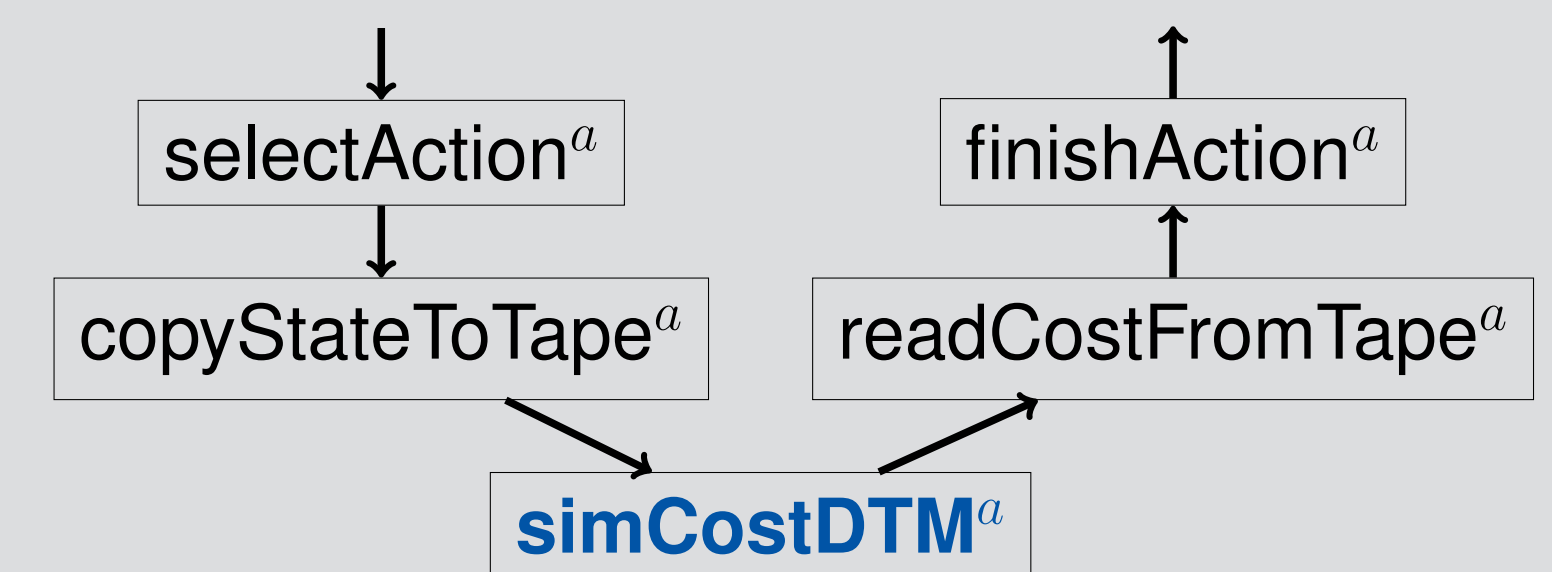 selectAction^a
finishAction^a
copyStateToTape^a
readCostFromTape^a
simCostDTM^a